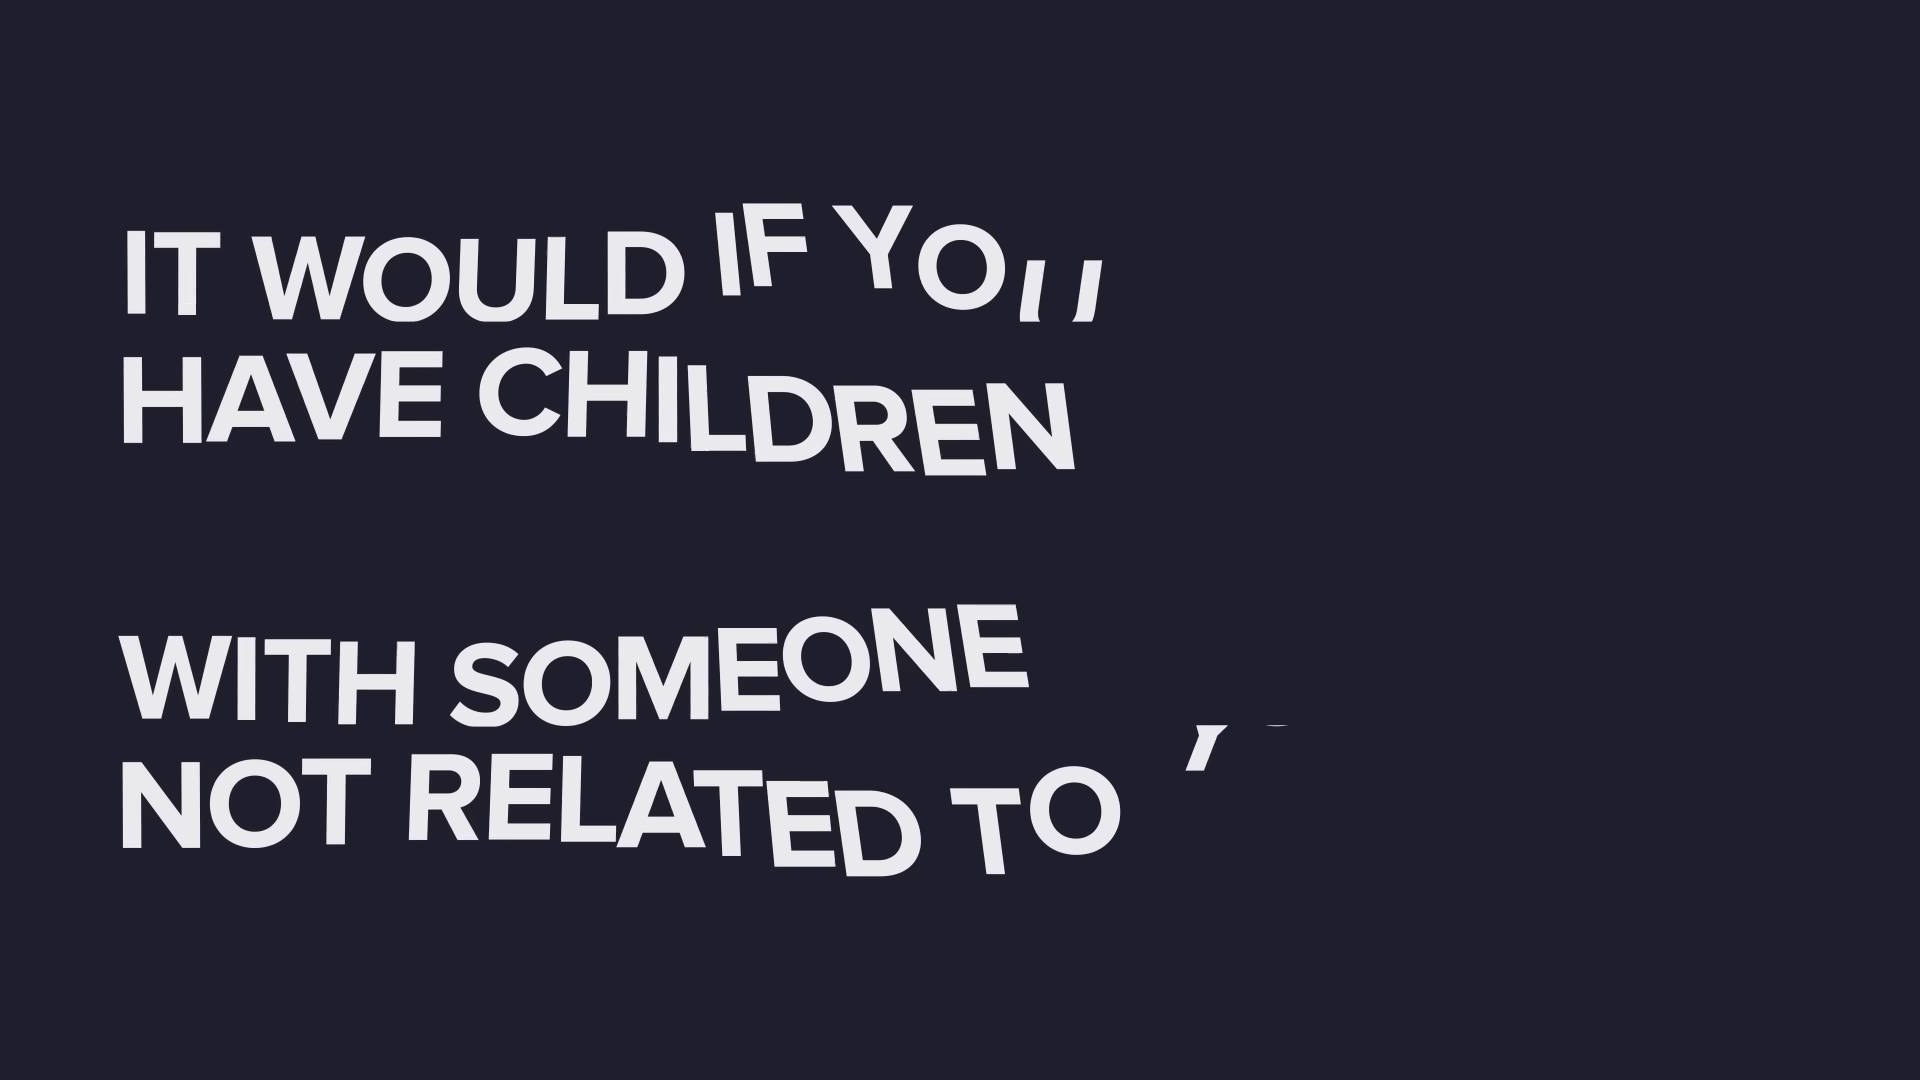 IT WOULD IF YOU
HAVE CHILDREN
WITH SOMEONE
NOT RELATED TO